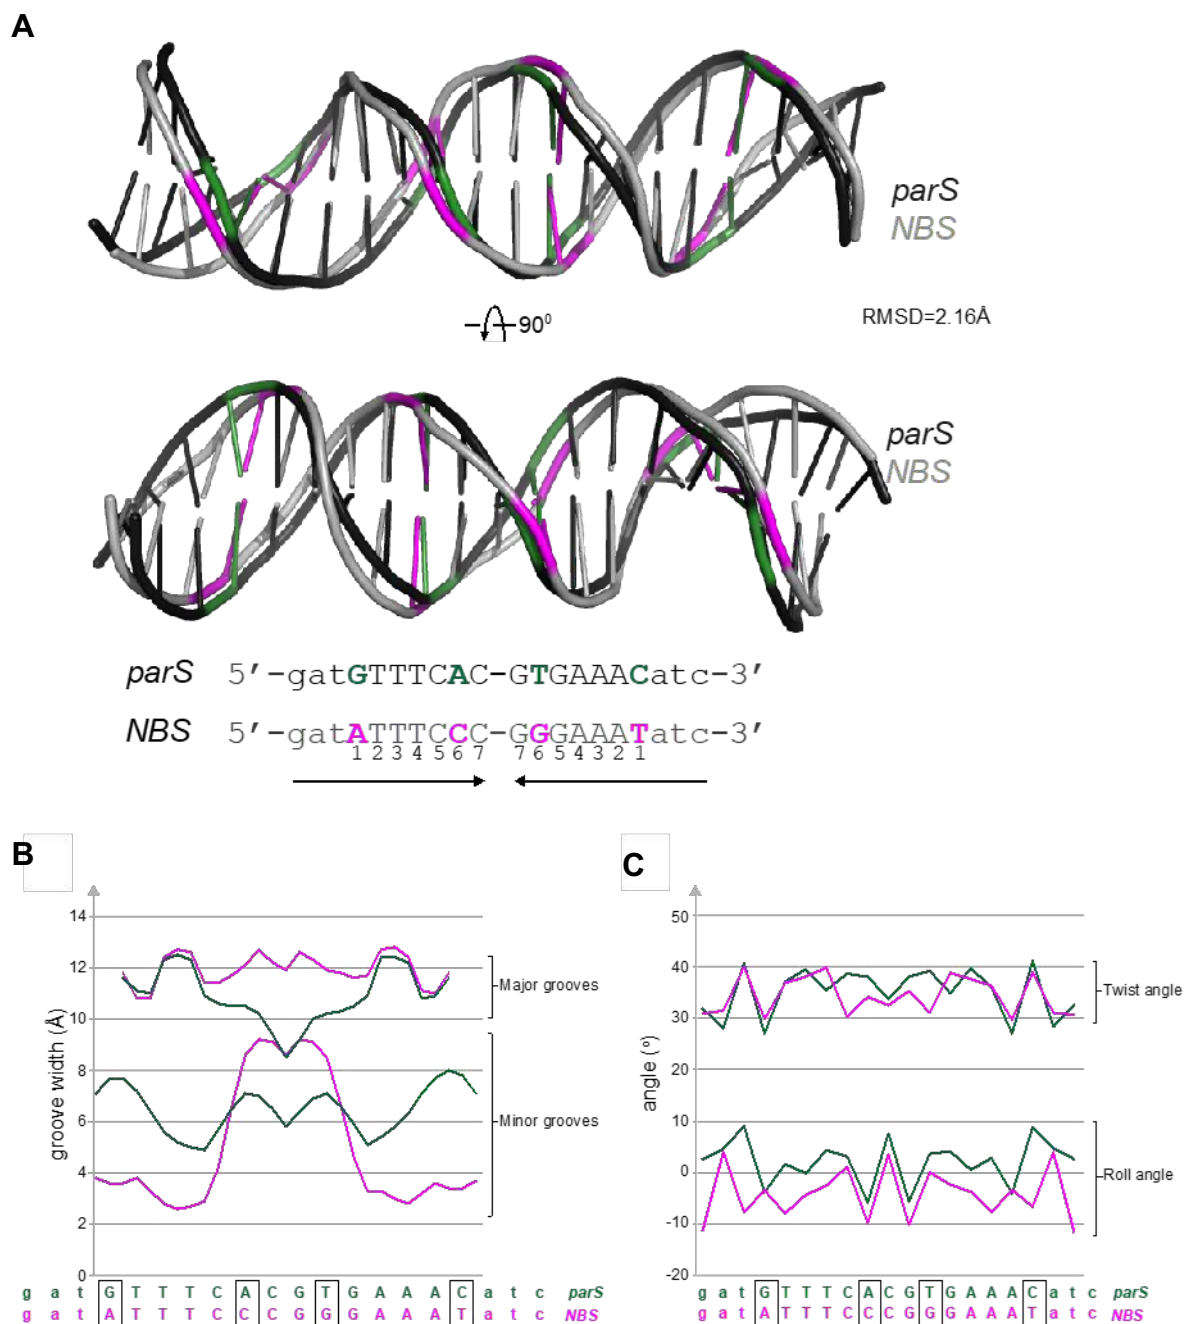 A
parS
NBS
90⁰
RMSD=2.16Å
parS
NBS
parS 5′-gatGTTTCAC-GTGAAACatc-3′
NBS 5′-gatATTTCCC-GGGAAATatc-3′
1 2 3 4 5 6 7 7 6 5 4 3 2 1
B
C
groove width (Å)
14
12
10
8
6
4
2
0
Major grooves
Minor grooves
g a t G T T T C A C G T G A A A C a t c parS
g a t A T T T C C C G G G A A A T a t c NBS
angle (º)
50
40
30
20
10
0
-10
-20
Twist angle
Roll angle
g a t G T T T C A C G T G A A A C a t c parS
g a t A T T T C C C G G G A A A T a t c NBS